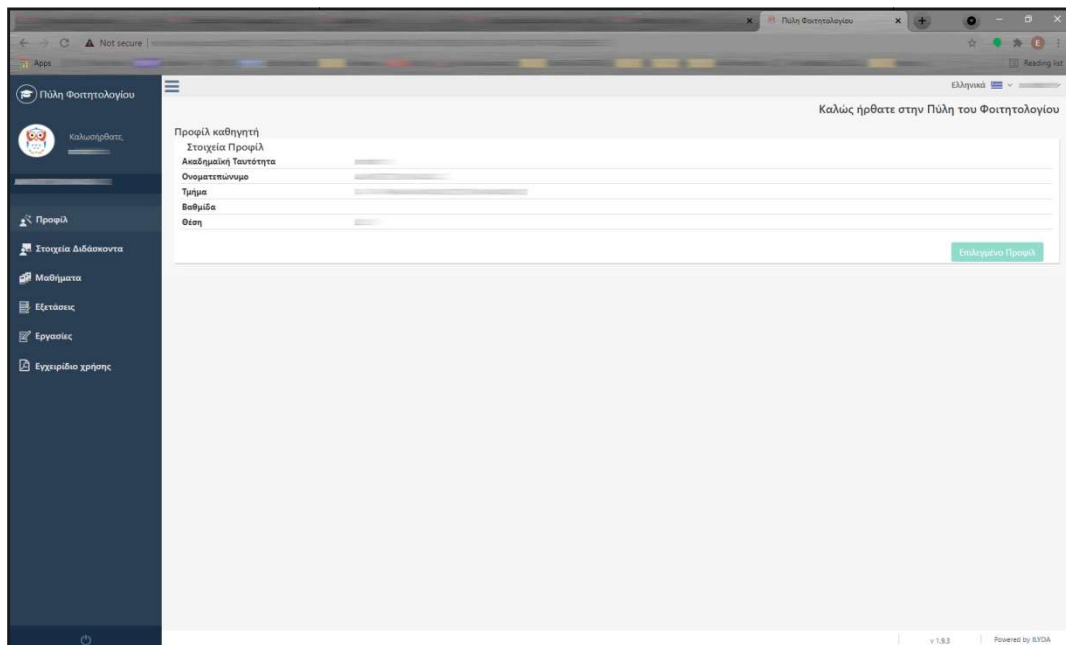 Πύλη Φοιτητολογίου
Not secure
E
Apps
Reading list
Πύλη Φοιτητολογίου
Ελληνικά
Καλώς ήρθατε στην Πύλη του Φοιτητολογίου
Καλωσήρθατε,
Προφίλ καθηγητή
Στοιχεία Προφίλ
Ακαδημαϊκή Ταυτότητα
Ονοματεπώνυμο
Τμήμα
Βαθμίδα
Θέση
Επιλεγμένο Προφίλ
Προφίλ
Στοιχεία Διδάσκοντα
Μαθήματα
Εξετάσεις
Εργασίες
Εγχειρίδιο χρήσης
v 1.9.3
Powered by ILYDA